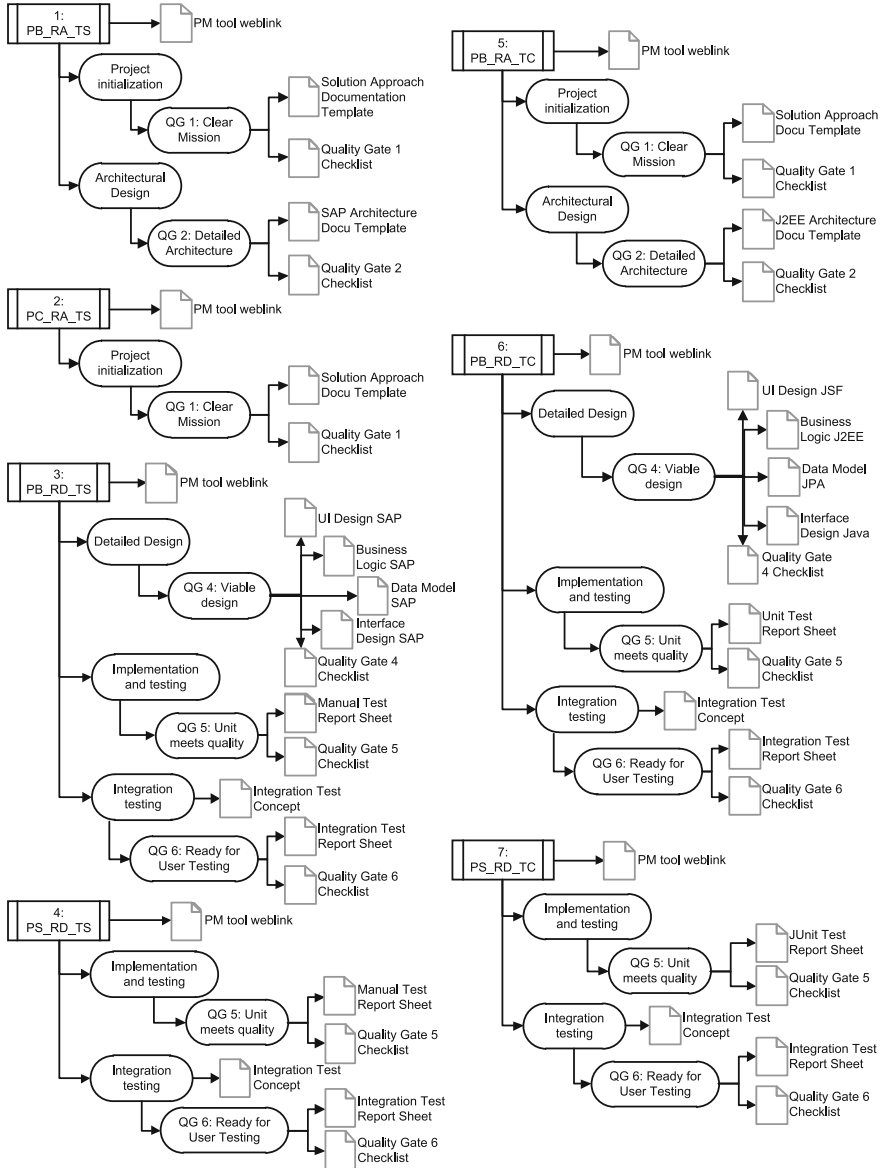 1:
PB_RA_TS
PM tool weblink
Project
initialization
QG 1: Clear
Mission
Solution Approach
Documentation
Template
Quality Gate 1
Checklist
Architectural
Design
QG 2: Detailed
Architecture
SAP Architecture
Docu Template
Quality Gate 2
Checklist
2:
PC_RA_TS
PM tool weblink
Project
initialization
QG 1: Clear
Mission
Solution Approach
Docu Template
Quality Gate 1
Checklist
3:
PB_RD_TS
PM tool weblink
Detailed Design
QG 4: Viable
design
UI Design SAP
Business
Logic SAP
Data Model
SAP
Interface
Design SAP
Quality Gate 4
Checklist
Implementation
and testing
QG 5: Unit
meets quality
Manual Test
Report Sheet
Quality Gate 5
Checklist
Integration
testing
Integration Test
Concept
QG 6: Ready for
User Testing
Integration Test
Report Sheet
Quality Gate 6
Checklist
4:
PS_RD_TS
PM tool weblink
Implementation
and testing
QG 5: Unit
meets quality
Manual Test
Report Sheet
Quality Gate 5
Checklist
Integration
testing
Integration Test
Concept
QG 6: Ready for
User Testing
Integration Test
Report Sheet
Quality Gate 6
Checklist
5:
PB_RA_TC
PM tool weblink
Project
initialization
QG 1: Clear
Mission
Solution Approach
Docu Template
Quality Gate 1
Checklist
Architectural
Design
QG 2: Detailed
Architecture
J2EE Architecture
Docu Template
Quality Gate 2
Checklist
6:
PB_RD_TC
PM tool weblink
Detailed Design
QG 4: Viable
design
UI Design JSF
Business
Logic J2EE
Data Model
JPA
Interface
Design Java
Quality Gate
4 Checklist
Implementation
and testing
QG 5: Unit
meets quality
Unit Test
Report Sheet
Quality Gate 5
Checklist
Integration
testing
Integration Test
Concept
QG 6: Ready for
User Testing
Integration Test
Report Sheet
Quality Gate 6
Checklist
7:
PS_RD_TC
PM tool weblink
Implementation
and testing
QG 5: Unit
meets quality
JUnit Test
Report Sheet
Quality Gate 5
Checklist
Integration
testing
Integration Test
Concept
QG 6: Ready for
User Testing
Integration Test
Report Sheet
Quality Gate 6
Checklist